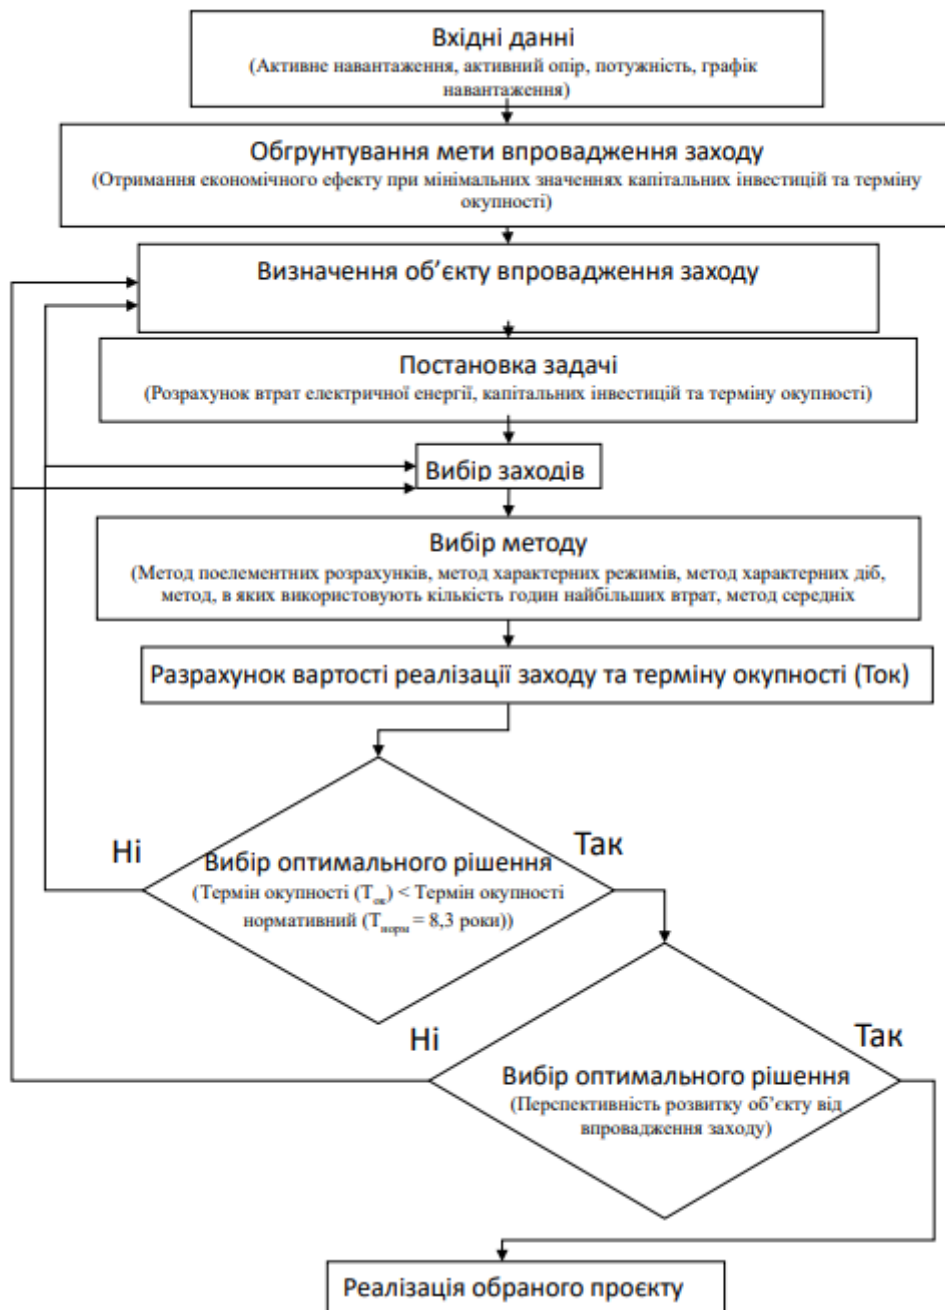 Вхідні данні
(Активне навантаження, активний опір, потужність, графік
навантаження)
Обгрунтування мети впровадження заходу
(Отримання економічного ефекту при мінімальних значеннях капітальних інвестицій та терміну
окупності)
Визначення об’єкту впровадження заходу
Постановка задачі
(Розрахунок втрат електричної енергії, капітальних інвестицій та терміну окупності)
Вибір заходів
Вибір методу
(Метод поелементних розрахунків, метод характерних режимів, метод характерних діб,
метод, в яких використовують кількість годин найбільших втрат, метод середніх
Разрахунок вартості реалізації заходу та терміну окупності (Ток)
Ні
Так
Вибір оптимального рішення
(Термін окупності (Tок) < Термін окупності
нормативний (Tнорм = 8,3 роки))
Ні
Так
Вибір оптимального рішення
(Перспективність розвитку об’єкту від
впровадження заходу)
Реалізація обраного проєкту